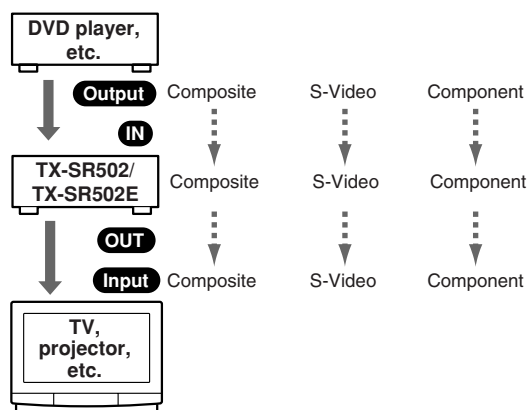 DVD player,
etc.
Output Composite S-Video Component
IN
TX-SR502/
TX-SR502E
Composite S-Video Component
OUT
Input Composite S-Video Component
TV,
projector,
etc.